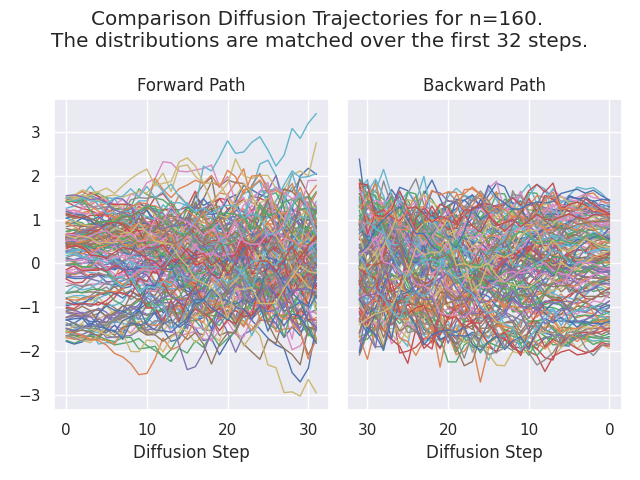 Comparison Diffusion Trajectories for n=160.
The distributions are matched over the first 32 steps.
Forward Path
Backward Path
3
2
1
0
−1
−2
−3
0 10 20 30
30 20 10 0
Diffusion Step
Diffusion Step